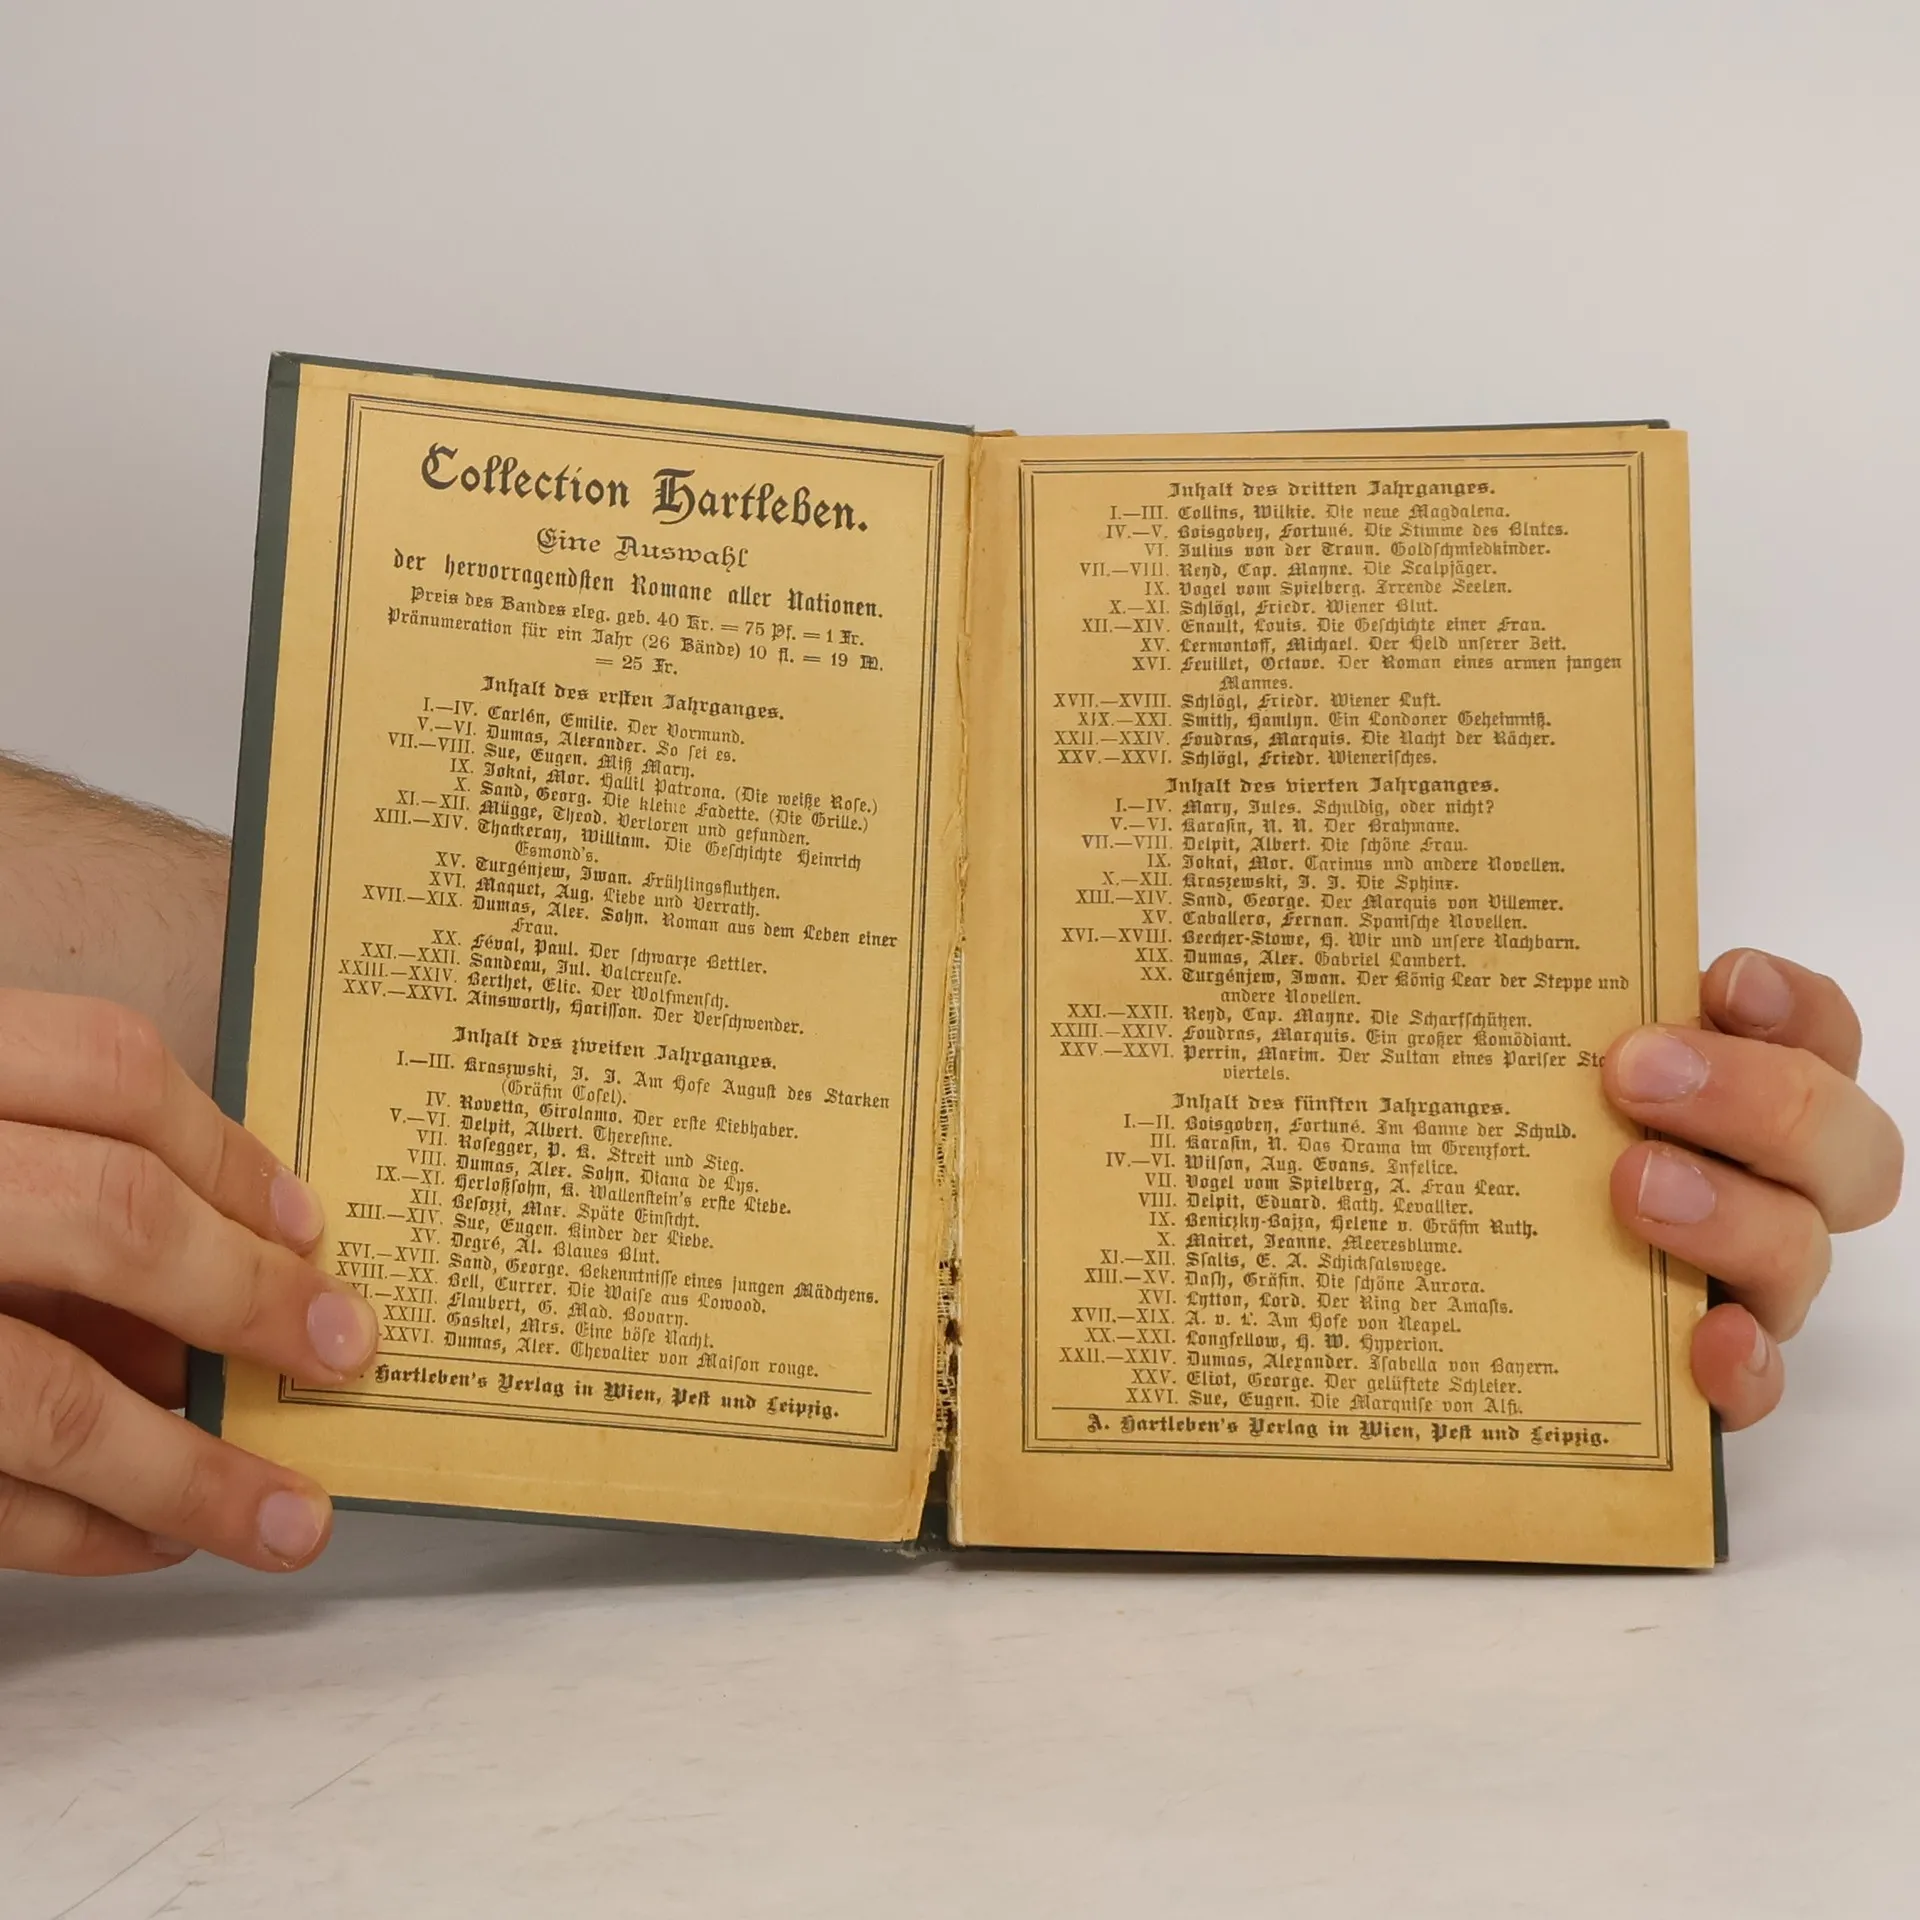 Collection Hartleben.
Eine Auswahl
der hervorragendsten Romane aller Nationen.
Preis des Bandes eleg. geb. 40 Kr. = 75 Pf. = 1 Fr.
Pränumeration für ein Jahr (26 Bände) 10 fl. = 19 M.
= 25 Fr.
Inhalt des ersten Jahrganges.
I.—IV. Carlén, Emilie. Der Vormund.
V.—VI. Dumas, Alexander. So sei es.
VII.—VIII. Sue, Eugen. Miß Mary.
IX. Jokai, Mor. Hallil Patrona. (Die weiße Rose.)
X. Sand, Georg. Die kleine Fadette. (Die Grille.)
XI.—XII. Mügge, Theod. Verloren und gefunden.
XIII.—XIV. Thackeray, William. Die Geschichte Heinrich
Esmond's.
XV. Turgénjew, Iwan. Frühlingsfluthen.
XVI. Maquet, Aug. Liebe und Verrath.
XVII.—XIX. Dumas, Alex. Sohn. Roman aus dem Leben einer
Frau.
XX. Féval, Paul. Der schwarze Bettler.
XXI.—XXII. Sandeau, Jul. Valcreuse.
XXIII.—XXIV. Berthet, Elie. Der Wolfmensch.
XXV.—XXVI. Ainsworth, Harisson. Der Verschwender.
Inhalt des zweiten Jahrganges.
I.—III. Kraszwski, J. J. Am Hofe August des Starken
(Gräfin Cosel).
IV. Rovetta, Girolamo. Der erste Liebhaber.
V.—VI. Delpit, Albert. Theresine.
VII. Rosegger, P. K. Streit und Sieg.
VIII. Dumas, Alex. Sohn. Diana de Lys.
IX.—XI. Herloßsohn, K. Wallenstein's erste Liebe.
XII. Besozzi, Max. Späte Einsicht.
XIII.—XIV. Sue, Eugen. Kinder der Liebe.
XV. Degré, Al. Blaues Blut.
XVI.—XVII. Sand, George. Bekenntnisse eines jungen Mädchens.
XVIII.—XX. Bell, Currer. Die Waise aus Lowood.
XI.—XXII. Flaubert, G. Mad. Bovary.
XXIII. Gaskel, Mrs. Eine böse Nacht.
-XXVI. Dumas, Alex. Chevalier von Maison rouge.
Hartleben's Verlag in Wien, Pest und Leipzig.
Inhalt des dritten Jahrganges.
I.—III. Collins, Wilkie. Die neue Magdalena.
IV.—V. Boisgobey, Fortuné. Die Stimme des Blutes.
VI. Julius von der Traun. Goldschmiedkinder.
VII.—VIII. Reyd, Cap. Mayne. Die Scalpjäger.
IX. Vogel vom Spielberg. Irrende Seelen.
X.—XI. Schlögl, Friedr. Wiener Blut.
XII.—XIV. Enault, Louis. Die Geschichte einer Frau.
XV. Lermontoff, Michael. Der Held unserer Zeit.
XVI. Feuillet, Octave. Der Roman eines armen jungen
Mannes.
XVII.—XVIII. Schlögl, Friedr. Wiener Luft.
XIX.—XXI. Smith, Hamlyn. Ein Londoner Geheimniß.
XXII.—XXIV. Foudras, Marquis. Die Nacht der Rächer.
XXV.—XXVI. Schlögl, Friedr. Wienerisches.
Inhalt des vierten Jahrganges.
I.—IV. Mary, Jules. Schuldig, oder nicht?
V.—VI. Karasin, N. N. Der Brahmane.
VII.—VIII. Delpit, Albert. Die schöne Frau.
IX. Jokai, Mor. Carinus und andere Novellen.
X.—XII. Kraszewski, J. J. Die Sphinx.
XIII.—XIV. Sand, George. Der Marquis von Villemer.
XV. Caballero, Fernan. Spanische Novellen.
XVI.—XVIII. Beecher-Stowe, H. Wir und unsere Nachbarn.
XIX. Dumas, Alex. Gabriel Lambert.
XX. Turgénjew, Iwan. Der König Lear der Steppe und
andere Novellen.
XXI.—XXII. Reyd, Cap. Mayne. Die Scharfschützen.
XXIII.—XXIV. Foudras, Marquis. Ein großer Komödiant.
XXV.—XXVI. Perrin, Maxim. Der Sultan eines Pariser
viertels.
Inhalt des fünften Jahrganges.
I.—II. Boisgobey, Fortuné. Im Banne der Schuld.
III. Karasin, N. Das Drama im Grenzfort.
IV.—VI. Wilson, Aug. Evans. Infelice.
VII. Vogel vom Spielberg, A. Frau Lear.
VIII. Delpit, Eduard. Kath. Levallier.
IX. Beniczky-Bajza, Helene v. Gräfin Ruth.
X. Mairet, Jeanne. Meeresblume.
XI.—XII. Ssalis, E. A. Schicksalswege.
XIII.—XV. Dash, Gräfin. Die schöne Aurora.
XVI. Lytton, Lord. Der Ring der Amasis.
XVII.—XIX. A. v. L. Am Hofe von Neapel.
XX.—XXI. Longfellow, H. W. Hyperion.
XXII.—XXIV. Dumas, Alexander. Isabella von Bayern.
XXV. Eliot, George. Der gelüftete Schleier.
XXVI. Sue, Eugen. Die Marquise von Alfi.
A. Hartleben's Verlag in Wien, Pest und Leipzig.